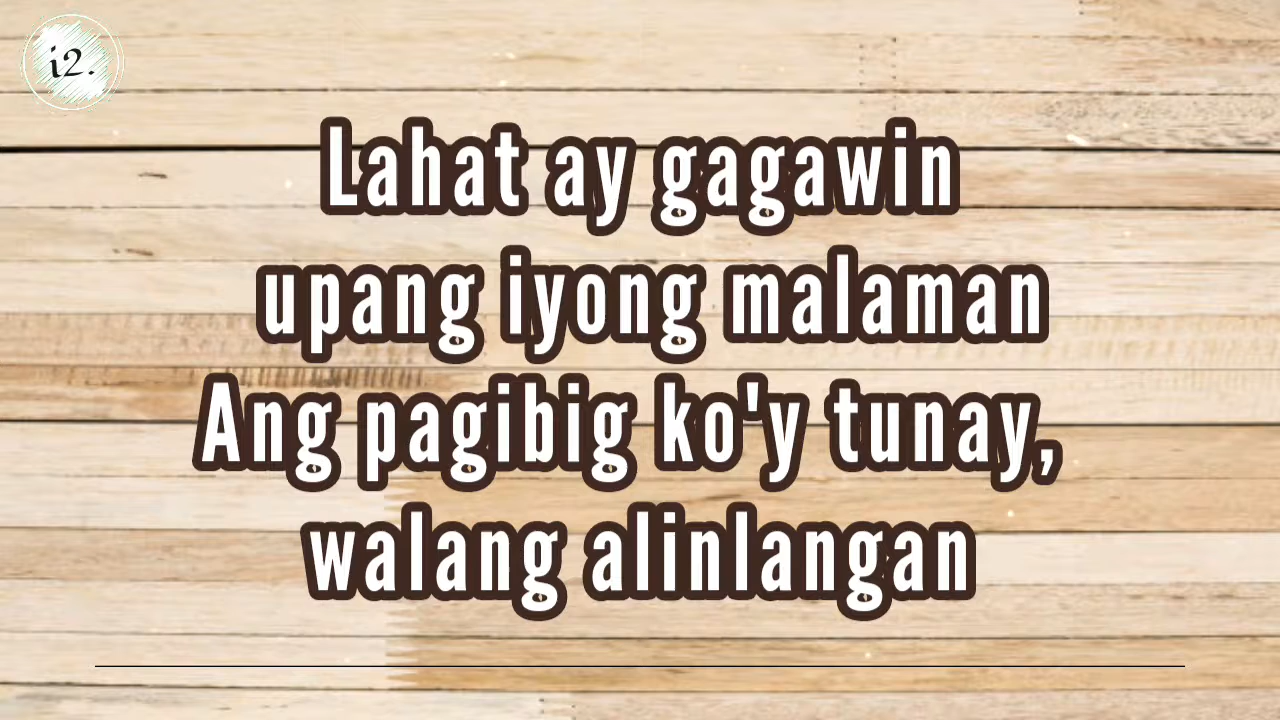 i2.
Lahat ay gagawin
upang iyong malaman
Ang pagibig ko'y tunay,
walang alinlangan